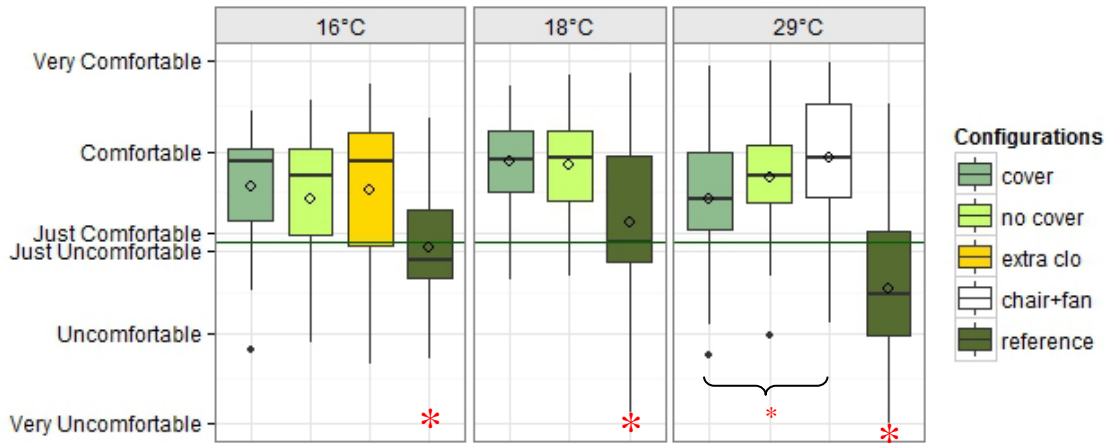 16°C 18°C 29°C
Very Comfortable
Comfortable
Just Comfortable
Just Uncomfortable
Uncomfortable
Very Uncomfortable
* * * *
Configurations
cover
no cover
extra clo
chair+fan
reference